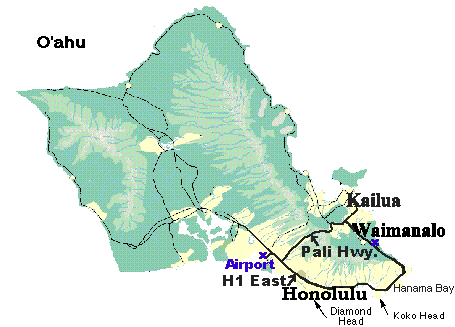 O'ahu
Kailua
Waimanalo
Pali Hwy.
Airport
H1 East
Honolulu
Hanama Bay
Diamond
Head
Koko Head